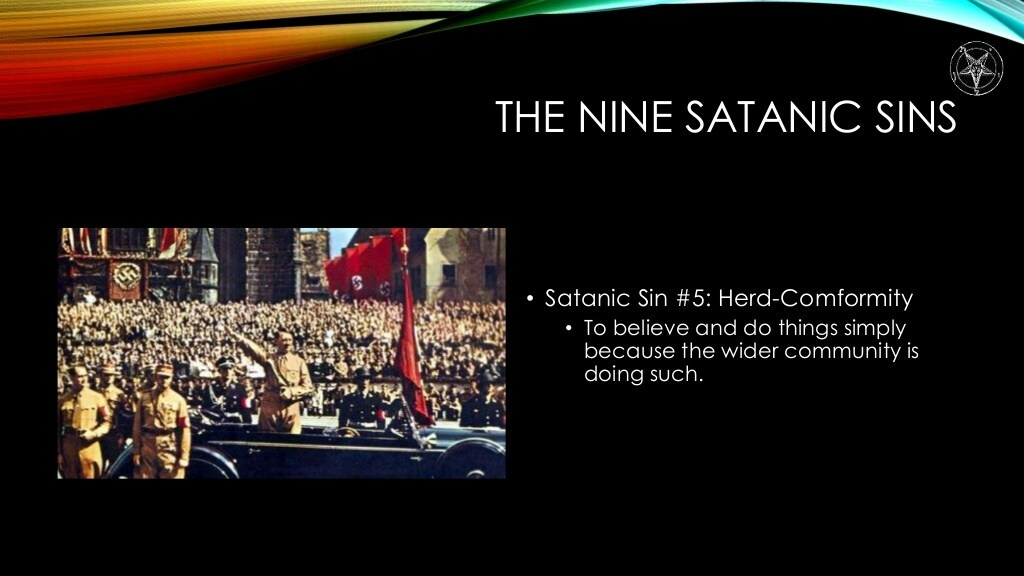 THE NINE SATANIC SINS
• Satanic Sin #5: Herd-Comformity
• To believe and do things simply
because the wider community is
doing such.